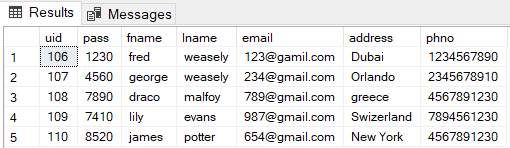 Results Messages
uid pass fname lname email address phno
1 106 1230 fred weasely 123@gamil.com Dubai 1234567890
2 107 4560 george weasely 234@gmail.com Orlando 2345678910
3 108 7890 draco malfoy 789@gmail.com greece 4567891230
4 109 7410 lily evans 987@gmail.com Swizerland 7894561230
5 110 8520 james potter 654@gmail.com New York 4567891230